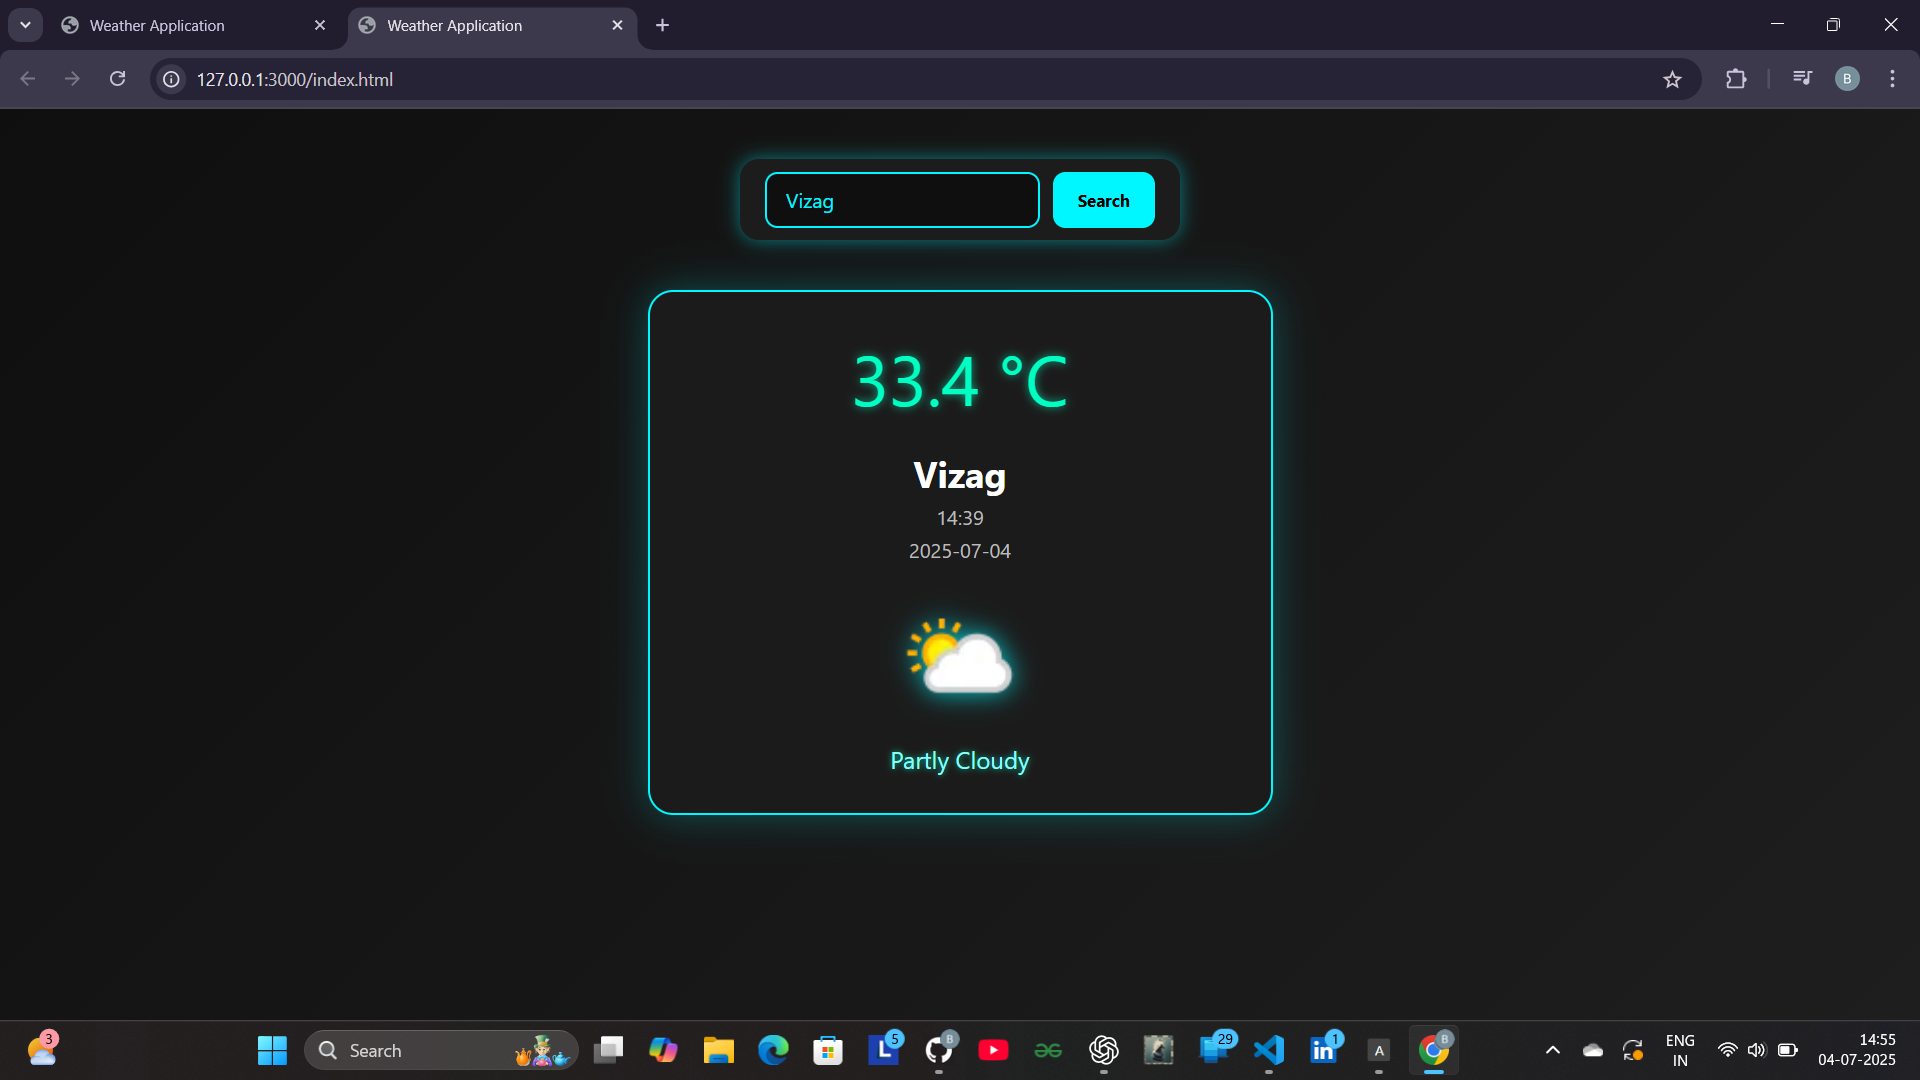 Weather Application
Weather Application
127.0.0.1:3000/index.html
B
Vizag
Search
33.4 °C
Vizag
14:39
2025-07-04
Partly Cloudy
3
Search
L
5
B
29
in
1
A
B
ENG
IN
14:55
04-07-2025